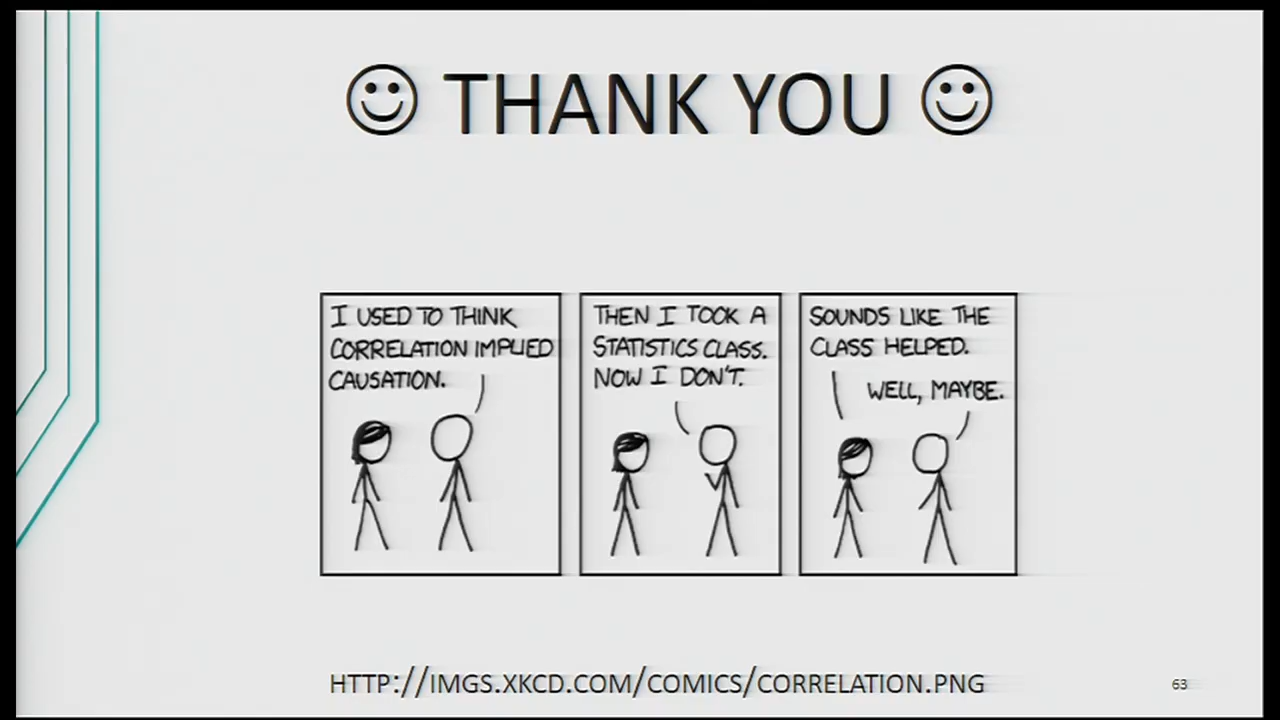 ☺ THANK YOU ☺
I USED TO THINK
CORRELATION IMPLIED
CAUSATION.
THEN I TOOK A
STATISTICS CLASS.
NOW I DON'T.
SOUNDS LIKE THE
CLASS HELPED.
WELL, MAYBE.
HTTP://IMGS.XKCD.COM/COMICS/CORRELATION.PNG
63